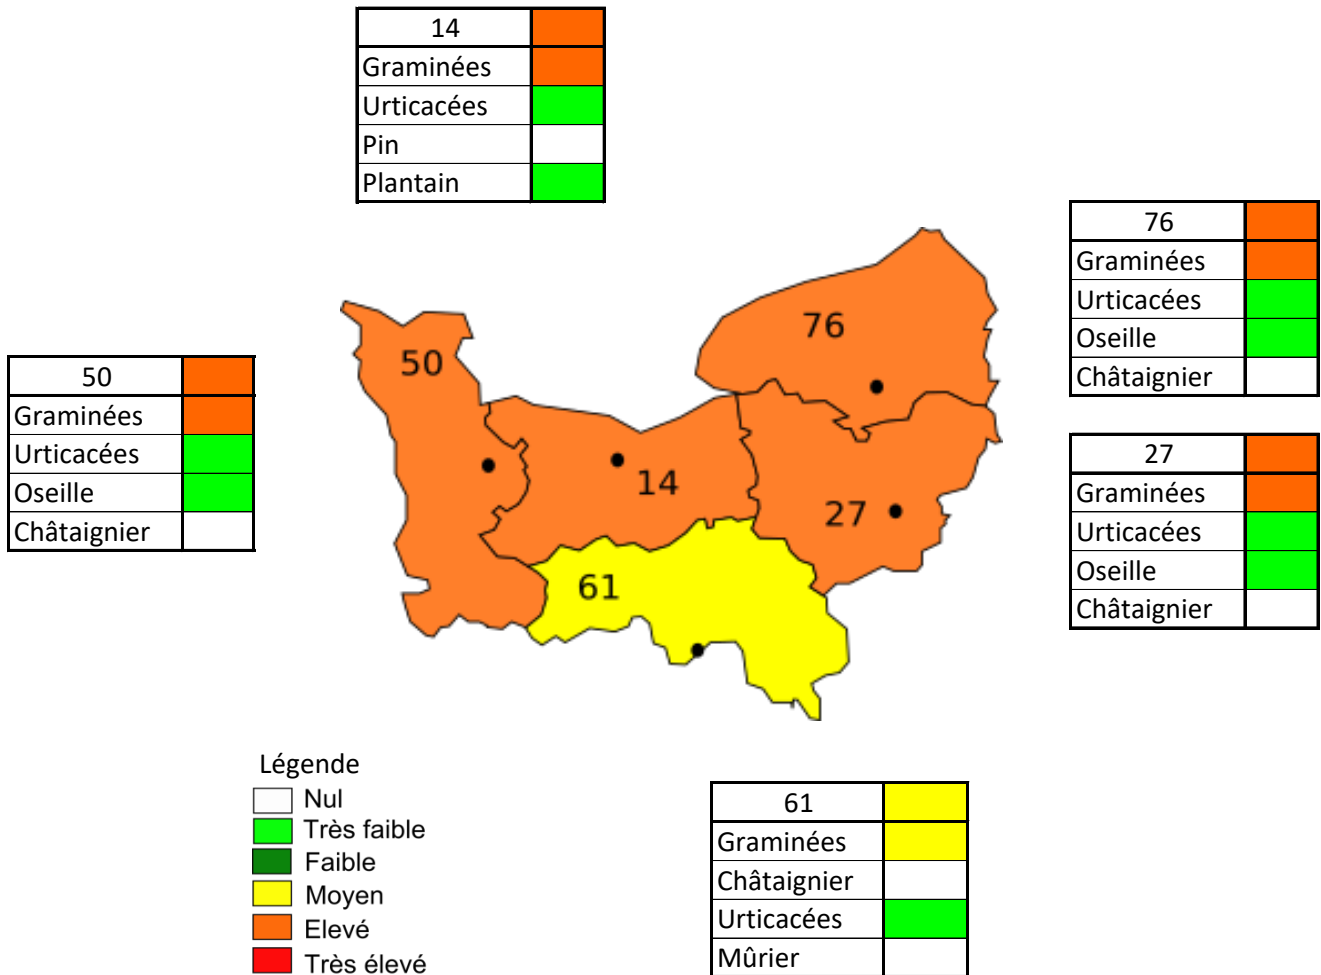 14
Graminées
Urticacées
Pin
Plantain
76
Graminées
Urticacées
Oseille
Châtaignier
50
Graminées
Urticacées
Oseille
Châtaignier
27
Graminées
Urticacées
Oseille
Châtaignier
76
50
14
27
61
Légende
Nul
Très faible
Faible
Moyen
Elevé
Très élevé
61
Graminées
Châtaignier
Urticacées
Mûrier